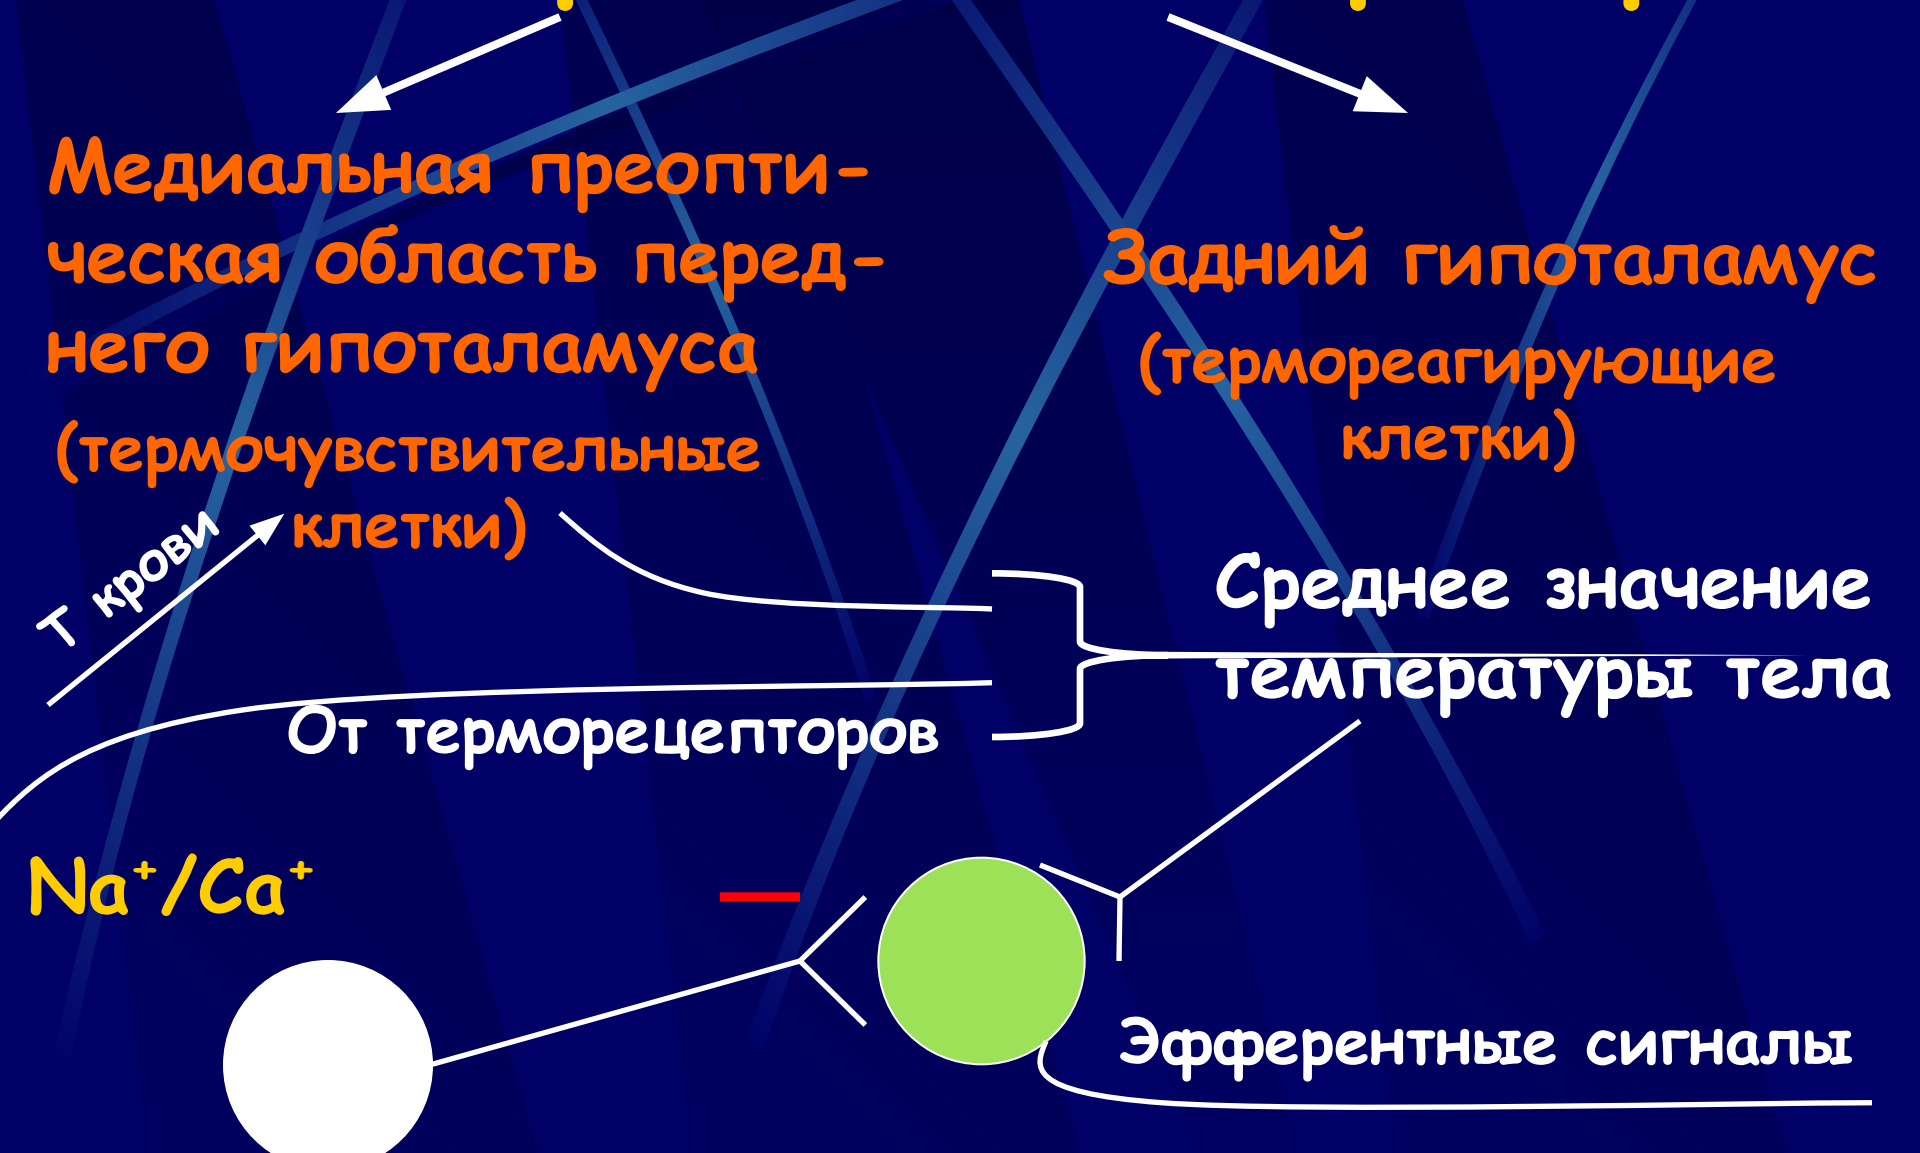 Медиальная преопти-
ческая область перед-
него гипоталамуса
(термочувствительные
клетки)
Задний гипоталамус
(термореагирующие
клетки)
Т крови
Среднее значение
температуры тела
От терморецепторов
Na⁺/Ca⁺
Эфферентные сигналы